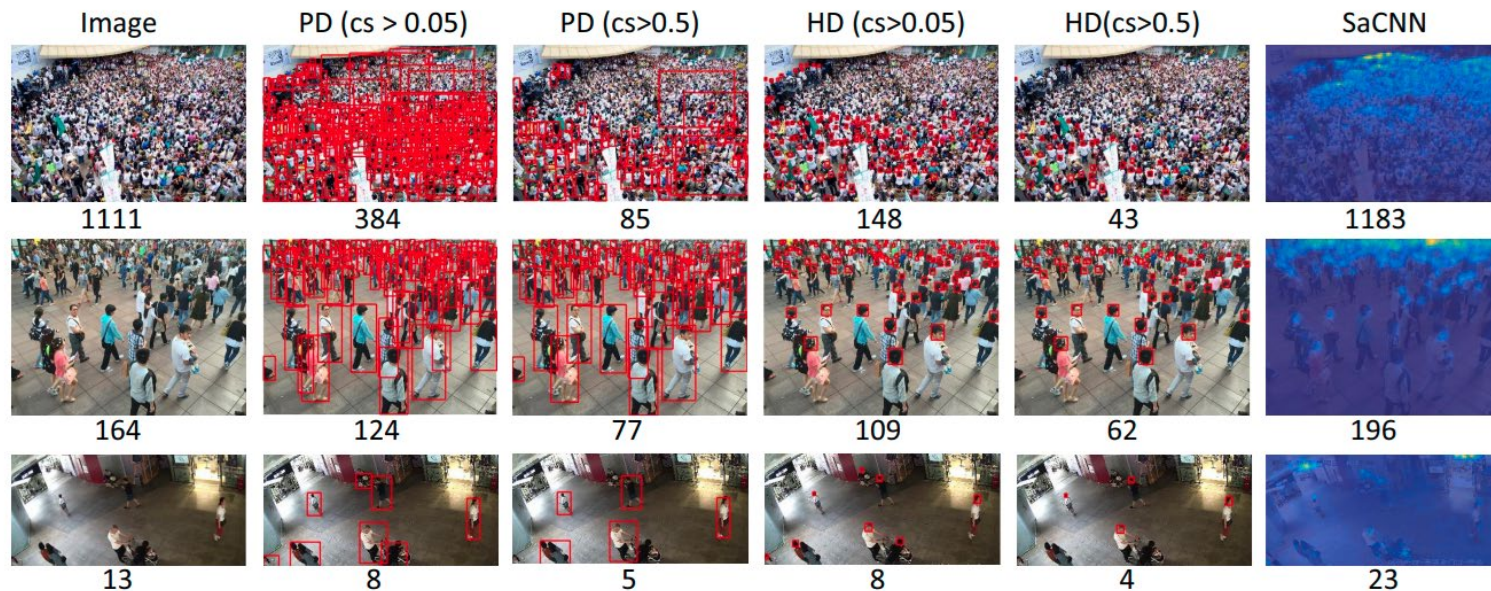 Image PD (cs > 0.05) PD (cs>0.5) HD (cs>0.05) HD(cs>0.5) SaCNN
1111 384 85 148 43 1183
164 124 77 109 62 196
13 8 5 8 4 23